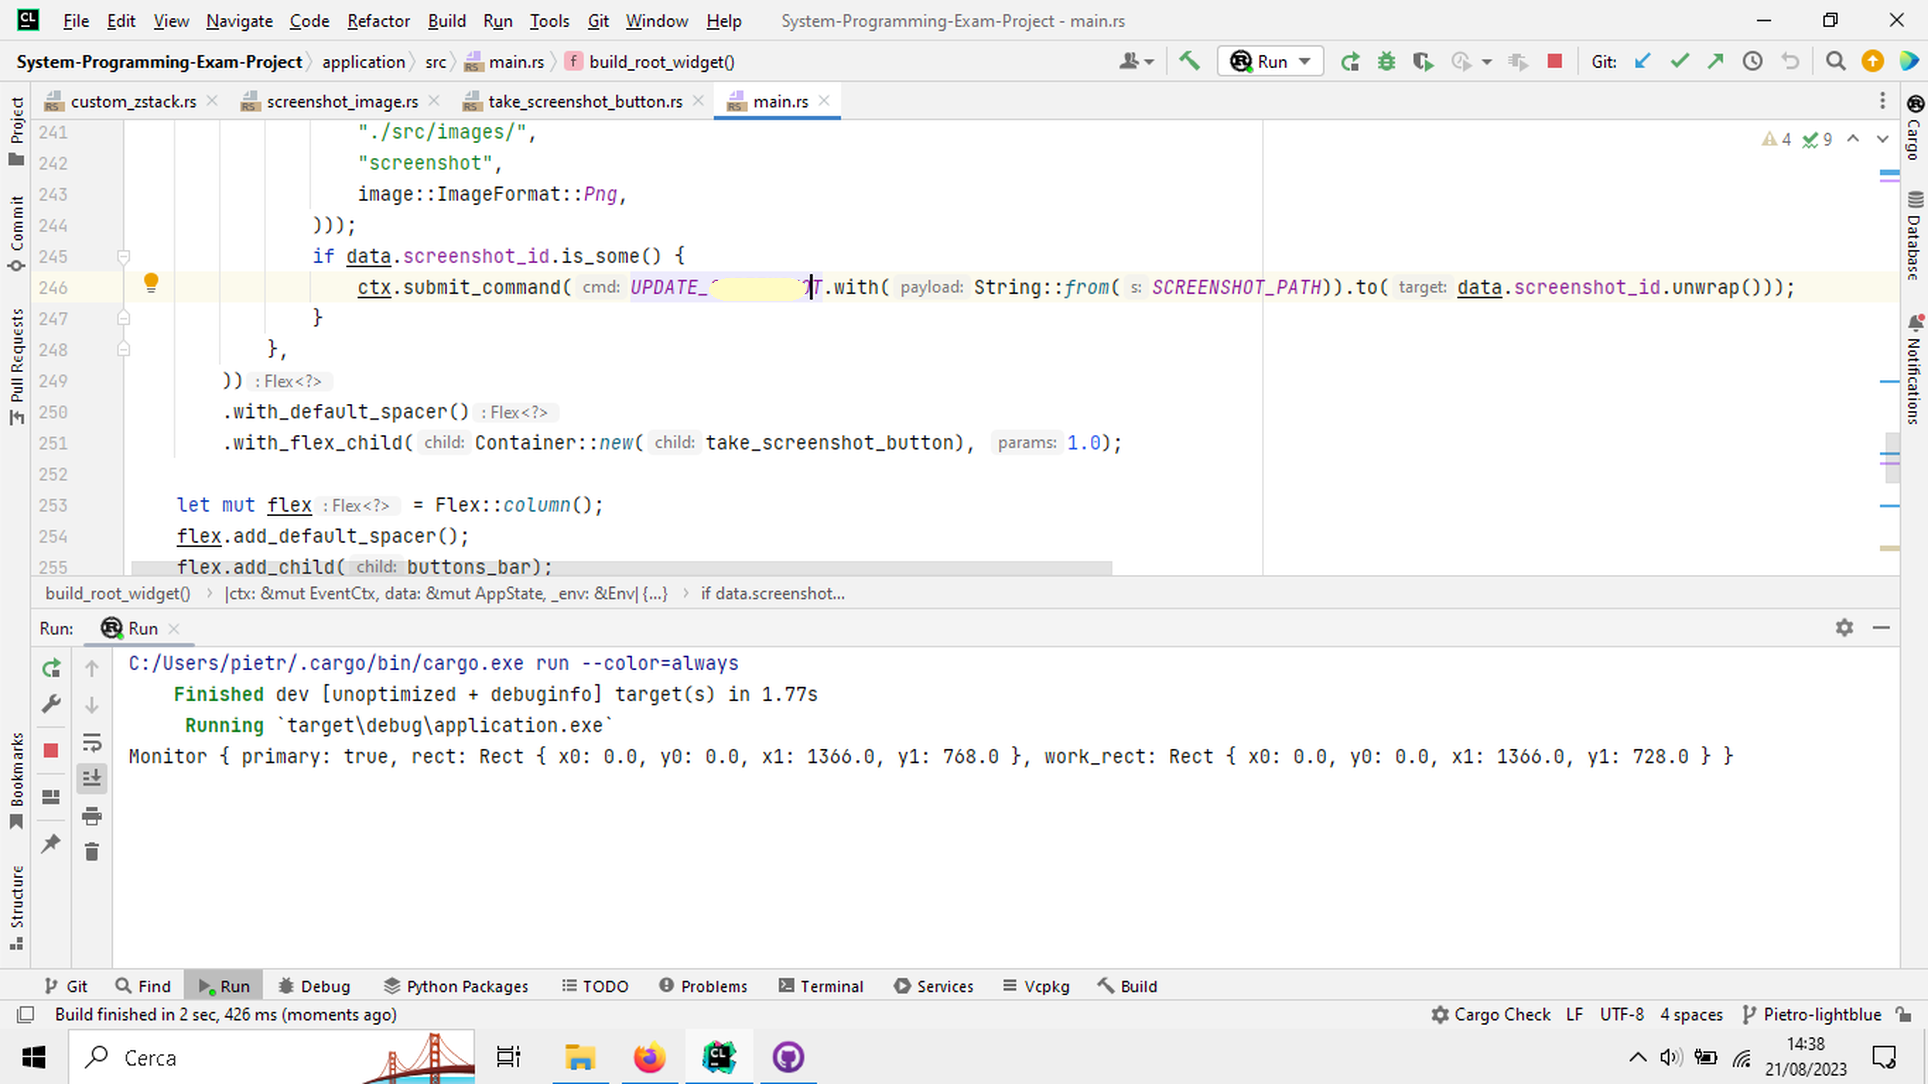 File Edit View Navigate Code Refactor Build Run Tools Git Window Help System-Programming-Exam-Project - main.rs
System-Programming-Exam-Project application src main.rs build_root_widget() Run Git:
custom_zstack.rs screenshot_image.rs take_screenshot_button.rs main.rs
241 "./src/images/",
4 9
242 "screenshot",
243 image::ImageFormat::Png,
244 )));
245 if data.screenshot_id.is_some() {
246 ctx.submit_command( cmd: UPDATE_ .with( payload: String::from( s: SCREENSHOT_PATH)).to( target: data.screenshot_id.unwrap()));
247 }
248 },
249 )) : Flex<?>
250 .with_default_spacer() : Flex<?>
251 .with_flex_child( child: Container::new( child: take_screenshot_button), params: 1.0);
252
253 let mut flex : Flex<?> = Flex::column();
254 flex.add_default_spacer();
255 flex.add_child( child: buttons_bar);
build_root_widget() |ctx: &mut EventCtx, data: &mut AppState, _env: &Env| {...} if data.screenshot...
Project
Commit
Pull Requests
Bookmarks
Structure
Cargo
Database
Notifications
Run: Run
C:/Users/pietr/.cargo/bin/cargo.exe run --color=always
Finished dev [unoptimized + debuginfo] target(s) in 1.77s
Running `target\debug\application.exe`
Monitor { primary: true, rect: Rect { x0: 0.0, y0: 0.0, x1: 1366.0, y1: 768.0 }, work_rect: Rect { x0: 0.0, y0: 0.0, x1: 1366.0, y1: 728.0 } }
Git Find Run Debug Python Packages TODO Problems Terminal Services Vcpkg Build
Build finished in 2 sec, 426 ms (moments ago) Cargo Check LF UTF-8 4 spaces Pietro-lightblue
Cerca
14:38
21/08/2023